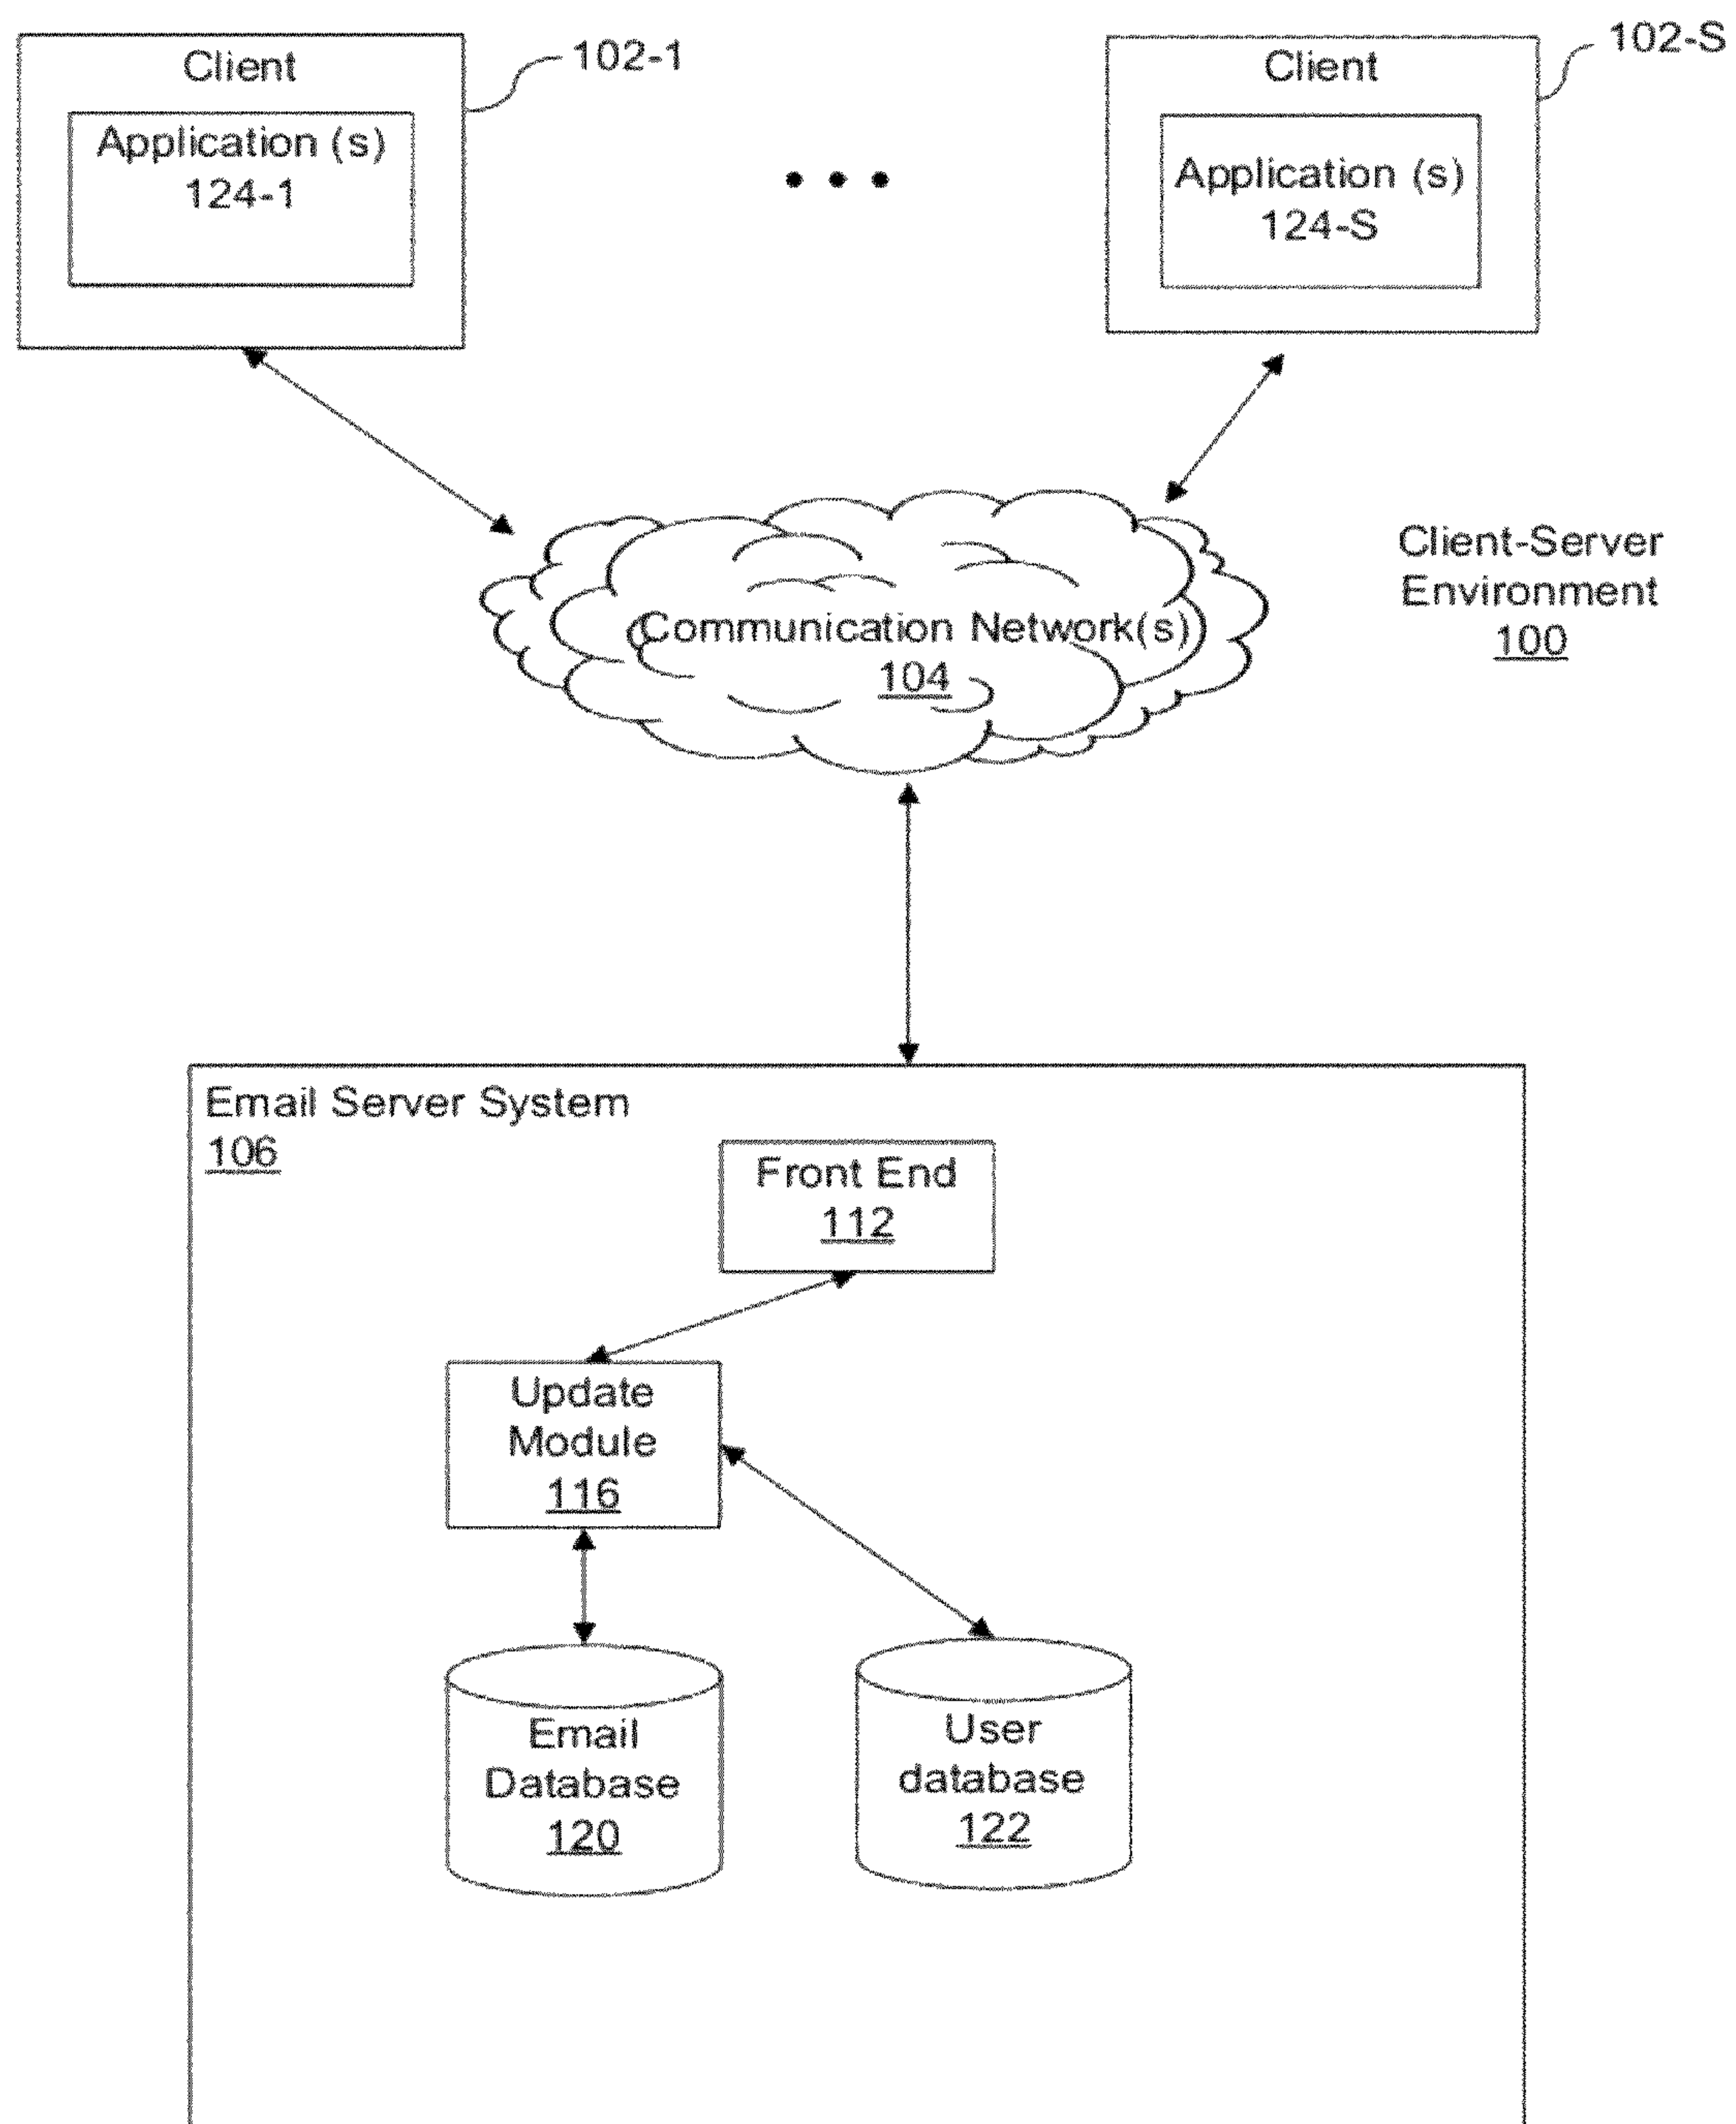 Client
102-1
Application (s)
124-1
Client
102-S
Application (s)
124-S
Communication Network(s)
104
Client-Server
Environment
100
Email Server System
106
Front End
112
Update
Module
116
Email
Database
120
User
database
122